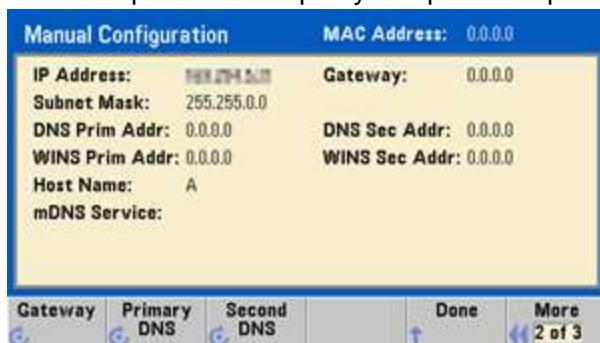 Manual Configuration MAC Address: 0.0.0.0
IP Address: Gateway: 0.0.0.0
Subnet Mask: 255.255.0.0
DNS Prim Addr: 0.0.0.0 DNS Sec Addr: 0.0.0.0
WINS Prim Addr: 0.0.0.0 WINS Sec Addr: 0.0.0.0
Host Name: A
mDNS Service:
Gateway Primary DNS Second DNS Done More
2 of 3